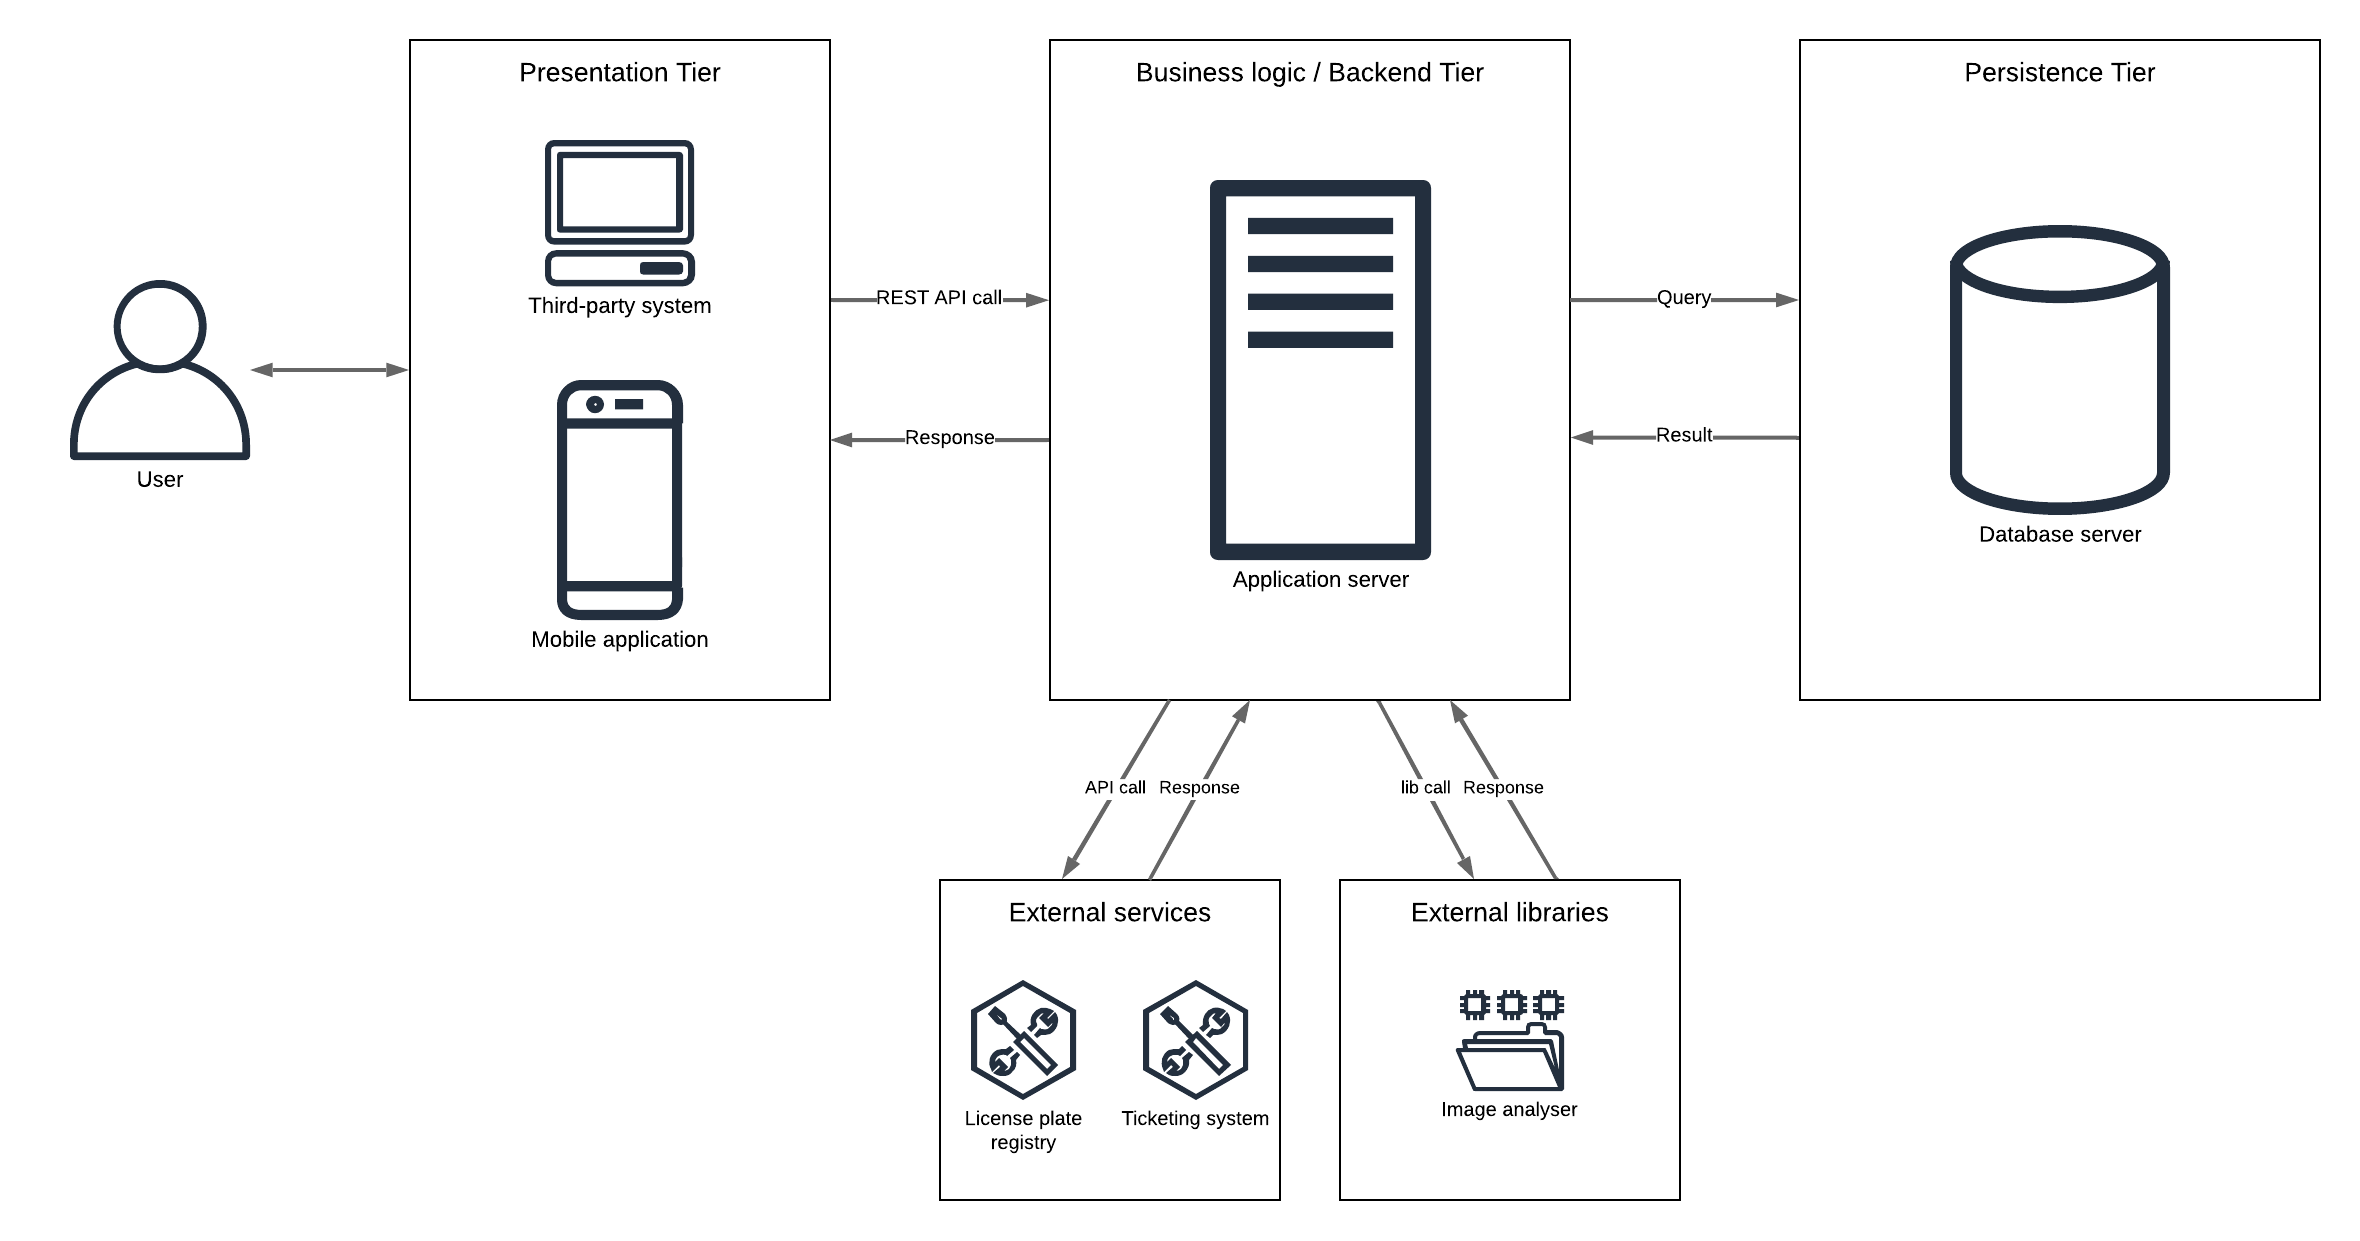 Presentation Tier
Third-party system
Mobile application
User
REST API call
Response
Business logic / Backend Tier
Application server
Query
Result
Persistence Tier
Database server
API call
Response
lib call
Response
External services
License plate
registry
Ticketing system
External libraries
Image analyser